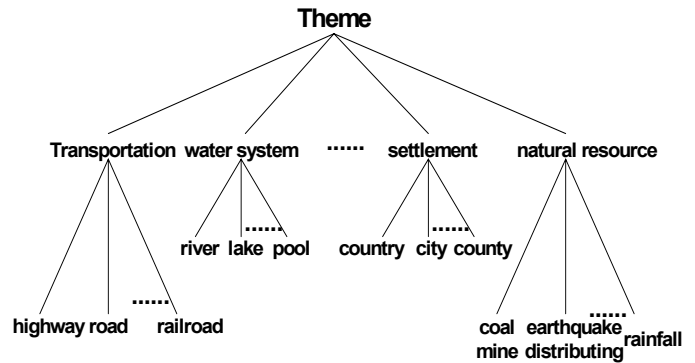 Theme
Transportation water system ...... settlement natural resource
river lake ...... pool country city ...... county
highway road ...... railroad coal mine earthquake distributing ...... rainfall